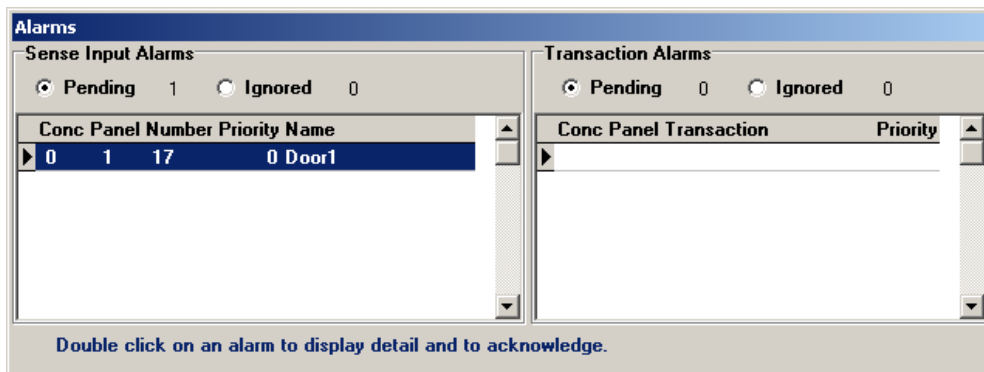 Alarms
Sense Input Alarms
Pending 1 Ignored 0
Conc Panel Number Priority Name
0 1 17 0 Door1
Transaction Alarms
Pending 0 Ignored 0
Conc Panel Transaction Priority
Double click on an alarm to display detail and to acknowledge.